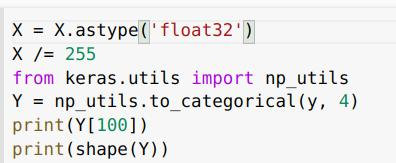 X = X.astype('float32')
X /= 255
from keras.utils import np_utils
Y = np_utils.to_categorical(y, 4)
print(Y[100])
print(shape(Y))